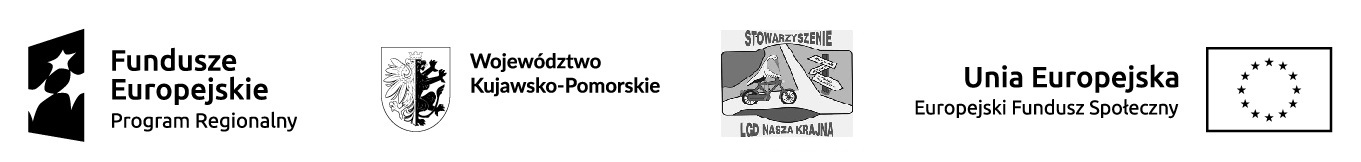 Fundusze
Europejskie
Program Regionalny
Województwo
Kujawsko-Pomorskie
STOWARZYSZENIE
LGD NASZA KRAJNA
Unia Europejska
Europejski Fundusz Społeczny